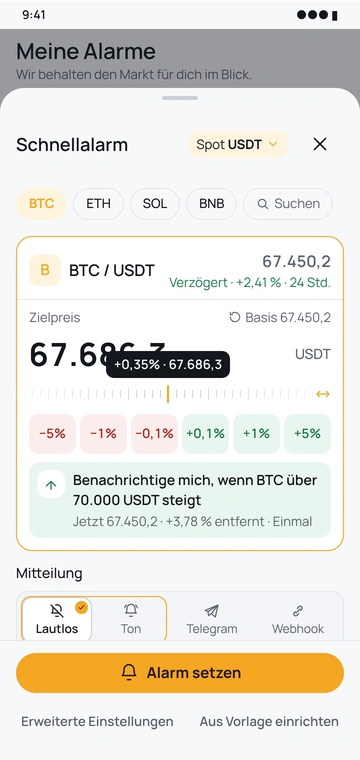 9:41
Meine Alarme
Wir behalten den Markt für dich im Blick.
Schnellalarm
Spot USDT
BTC
ETH
SOL
BNB
Suchen
B
BTC / USDT
67.450,2
Verzögert · +2,41 % · 24 Std.
Zielpreis
Basis 67.450,2
67.686,3
USDT
+0,35% · 67.686,3
−5%
−1%
−0,1%
+0,1%
+1%
+5%
Benachrichtige mich, wenn BTC über
70.000 USDT steigt
Jetzt 67.450,2 · +3,78 % entfernt · Einmal
Mitteilung
Lautlos
Ton
Telegram
Webhook
Alarm setzen
Erweiterte Einstellungen
Aus Vorlage einrichten